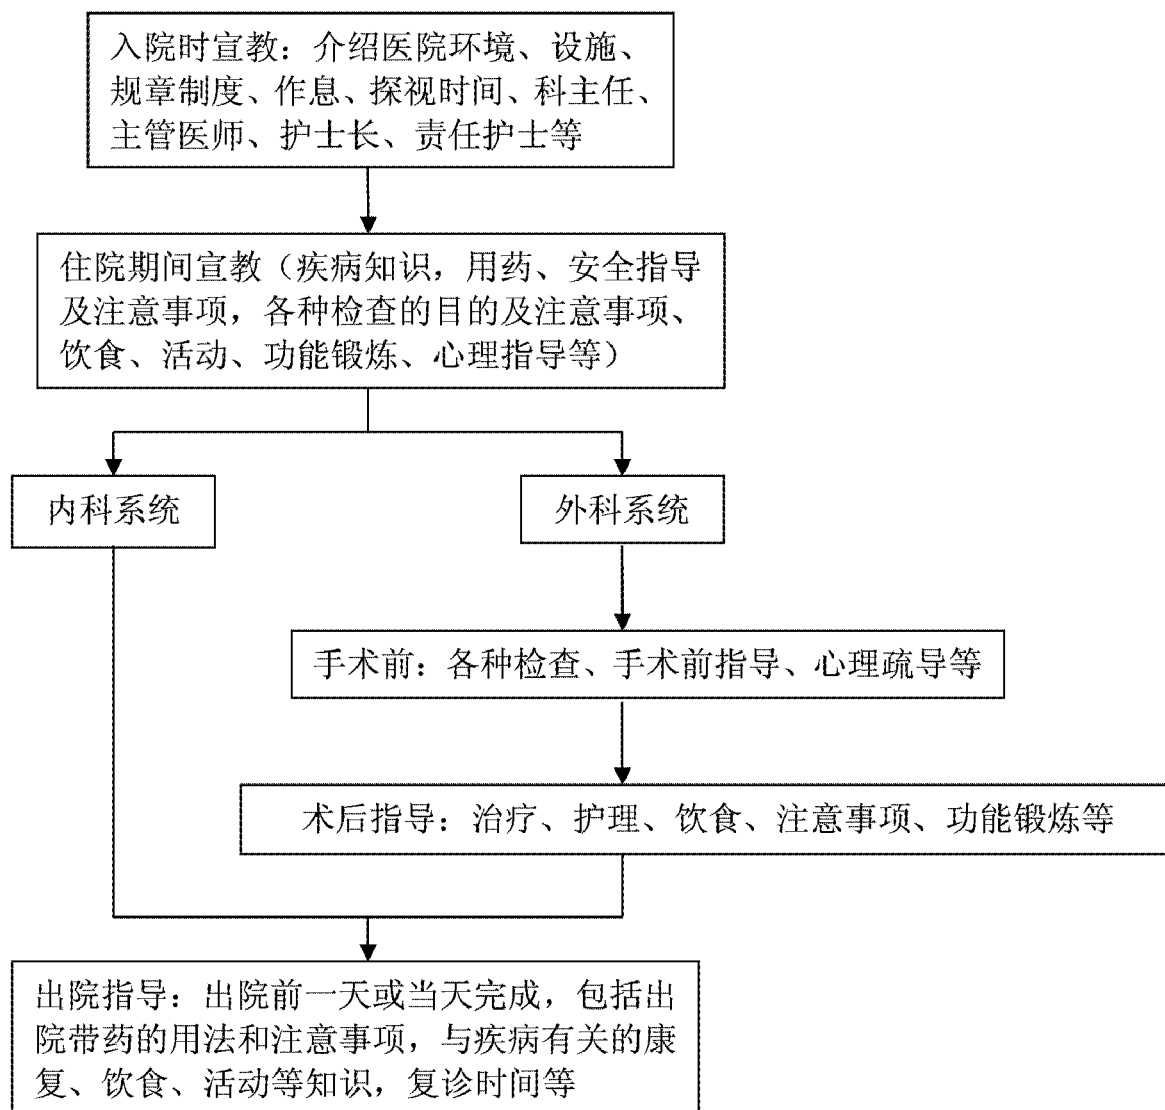 入院时宣教：介绍医院环境、设施、
规章制度、作息、探视时间、科主任、
主管医师、护士长、责任护士等
住院期间宣教（疾病知识，用药、安全指导
及注意事项，各种检查的目的及注意事项、
饮食、活动、功能锻炼、心理指导等）
内科系统
外科系统
手术前：各种检查、手术前指导、心理疏导等
术后指导：治疗、护理、饮食、注意事项、功能锻炼等
出院指导：出院前一天或当天完成，包括出
院带药的用法和注意事项，与疾病有关的康
复、饮食、活动等知识，复诊时间等